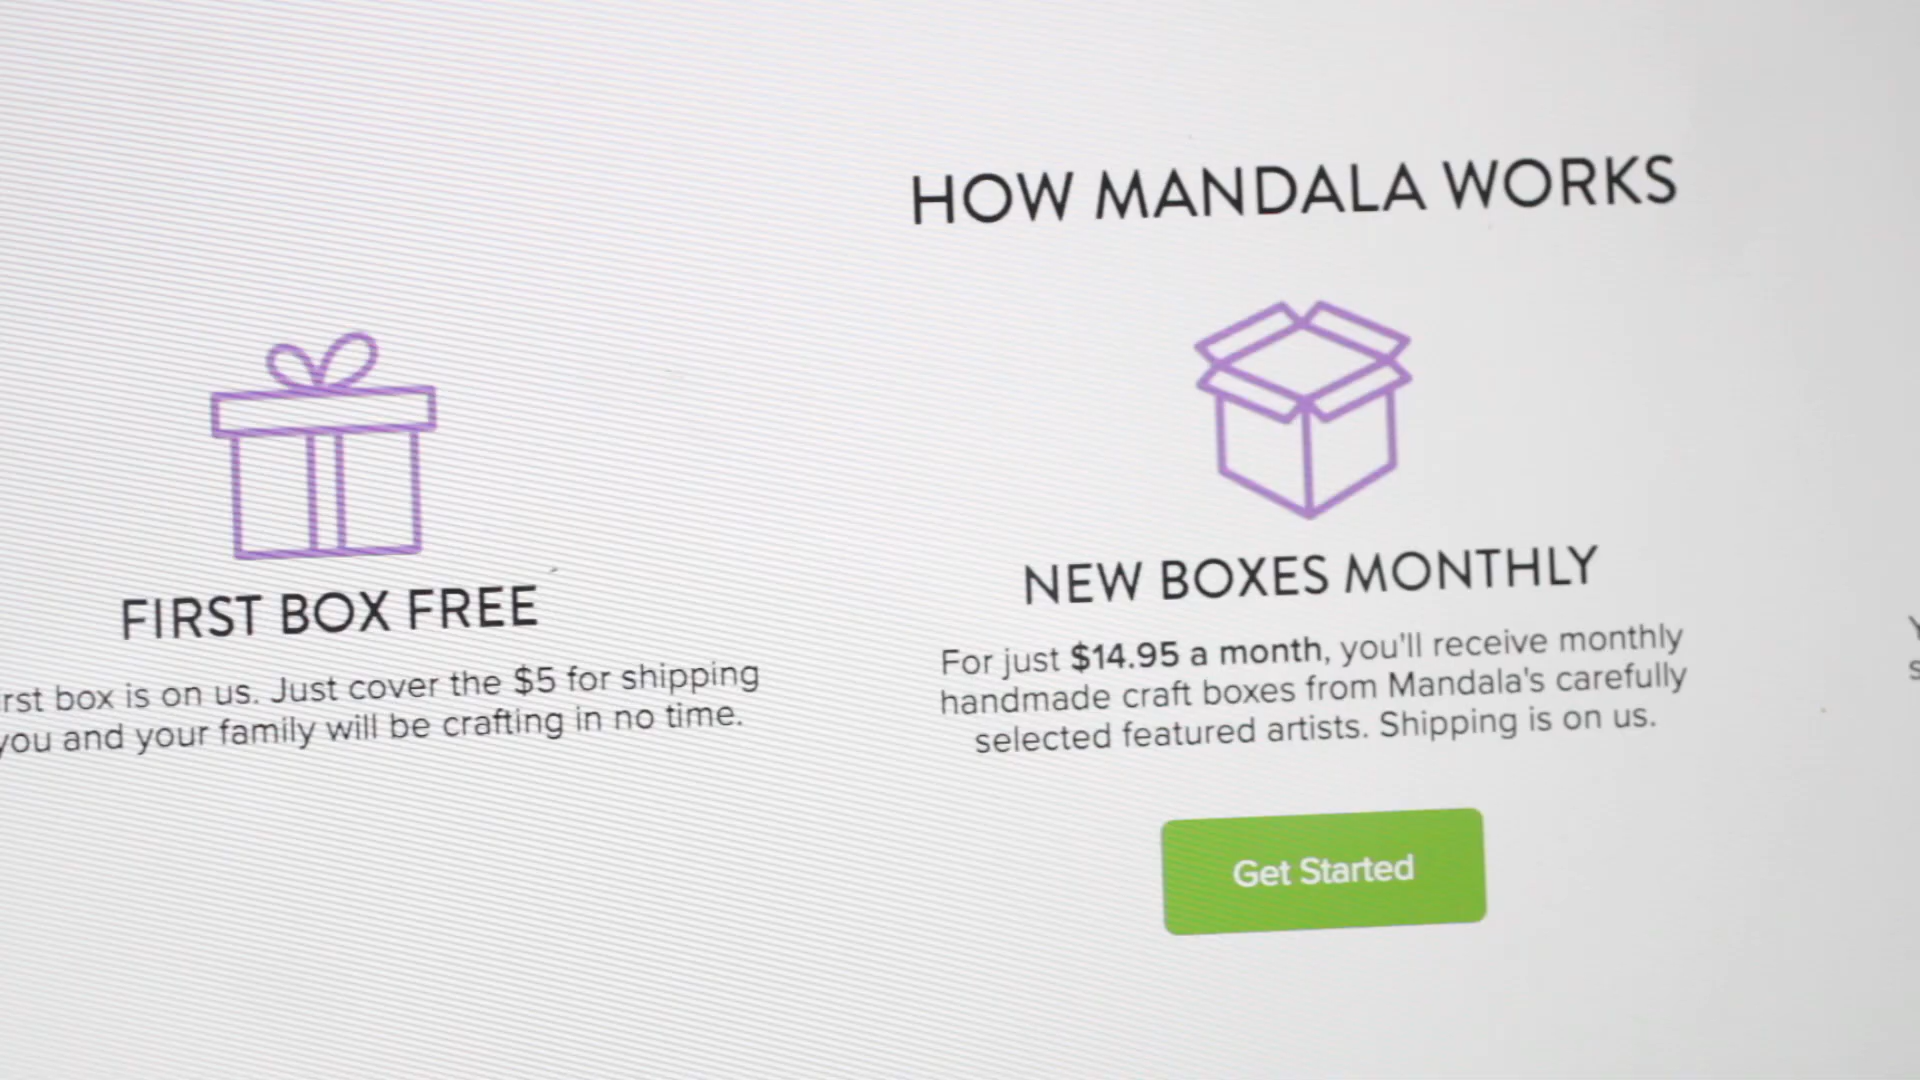 HOW MANDALA WORKS
FIRST BOX FREE
box is on us. Just cover the $5 for shipping
you and your family will be crafting in no time.
NEW BOXES MONTHLY
For just $14.95 a month, you'll receive monthly
handmade craft boxes from Mandala's carefully
selected featured artists. Shipping is on us.
Get Started